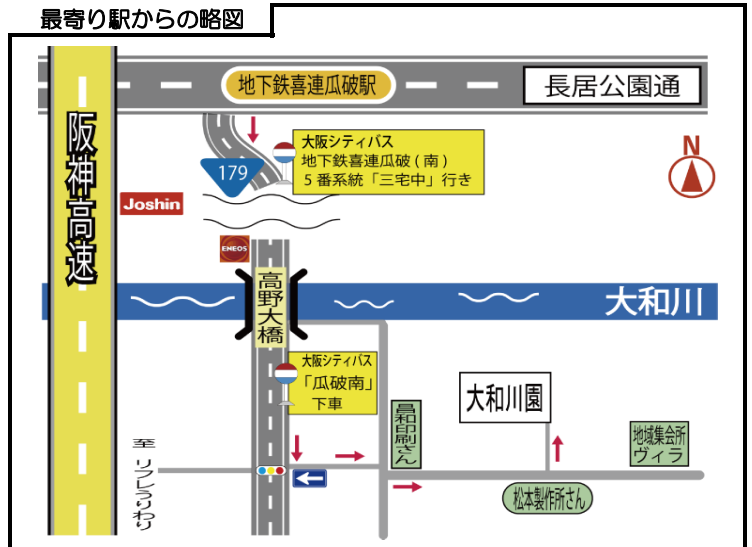 最寄り駅からの略図
地下鉄喜連瓜破駅
長居公園通
阪神高速
179
大阪シティバス
地下鉄喜連瓜破(南)
5番系統「三宅中」行き
N
Joshin
ENEOS
高野大橋
大和川
大阪シティバス
「瓜破南」
下車
昌和印刷さん
大和川園
地域集会所
ヴィラ
至 リフレうりわり
松本製作所さん